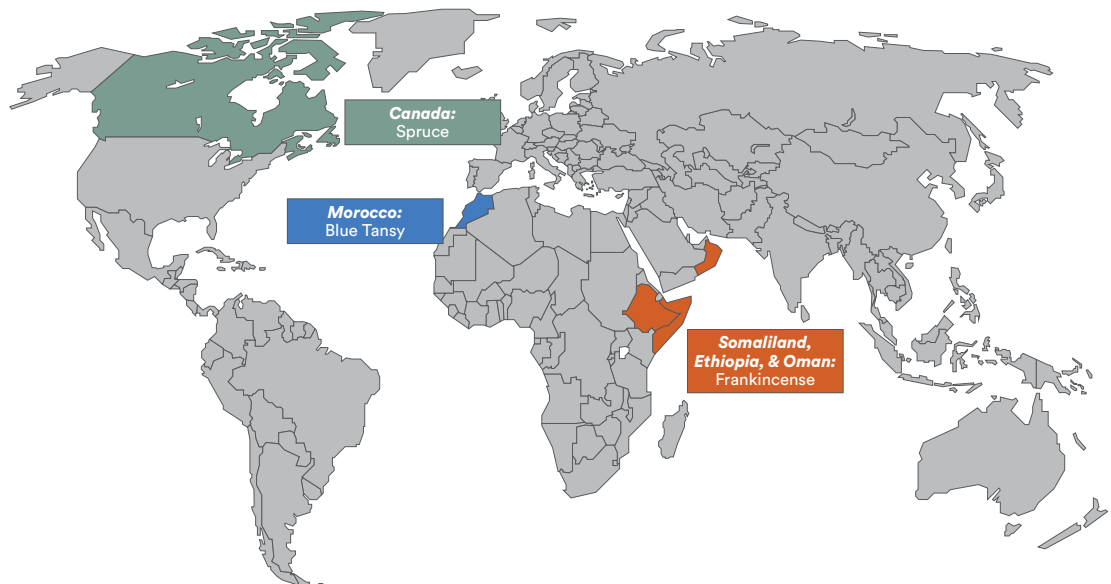 Canada:
Spruce
Morocco:
Blue Tansy
Somaliland,
Ethiopia, & Oman:
Frankincense